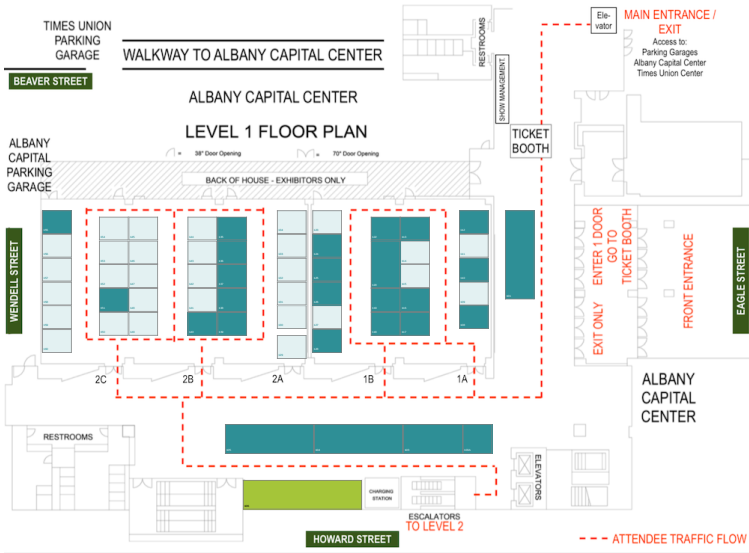 TIMES UNION
PARKING
GARAGE
WALKWAY TO ALBANY CAPITAL CENTER
BEAVER STREET
ALBANY CAPITAL CENTER
LEVEL 1 FLOOR PLAN
RESTROOMS
SHOW MANAGEMENT
Ele-
vator
MAIN ENTRANCE /
EXIT
Access to:
Parking Garages
Albany Capital Center
Times Union Center
TICKET
BOOTH
ALBANY
CAPITAL
PARKING
GARAGE
= 38" Door Opening
= 70" Door Opening
BACK OF HOUSE - EXHIBITORS ONLY
WENDELL STREET
ENTER 1 DOOR
GO TO
TICKET BOOTH
EXIT ONLY
FRONT ENTRANCE
EAGLE STREET
2C
2B
2A
1B
1A
ALBANY
CAPITAL
CENTER
RESTROOMS
ELEVATORS
CHARGING
STATION
ESCALATORS
TO LEVEL 2
HOWARD STREET
ATTENDEE TRAFFIC FLOW